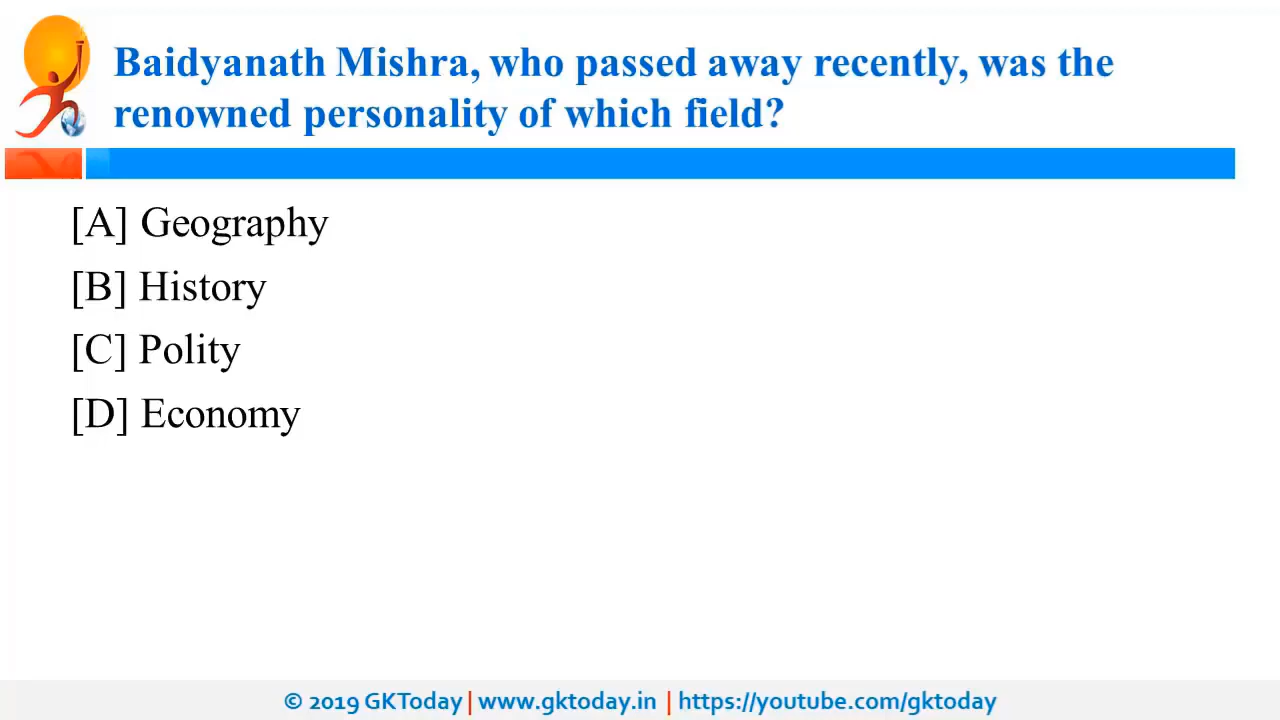 Baidyanath Mishra, who passed away recently, was the
renowned personality of which field?
[A] Geography
[B] History
[C] Polity
[D] Economy
© 2019 GKToday | www.gktoday.in | https://youtube.com/gktoday